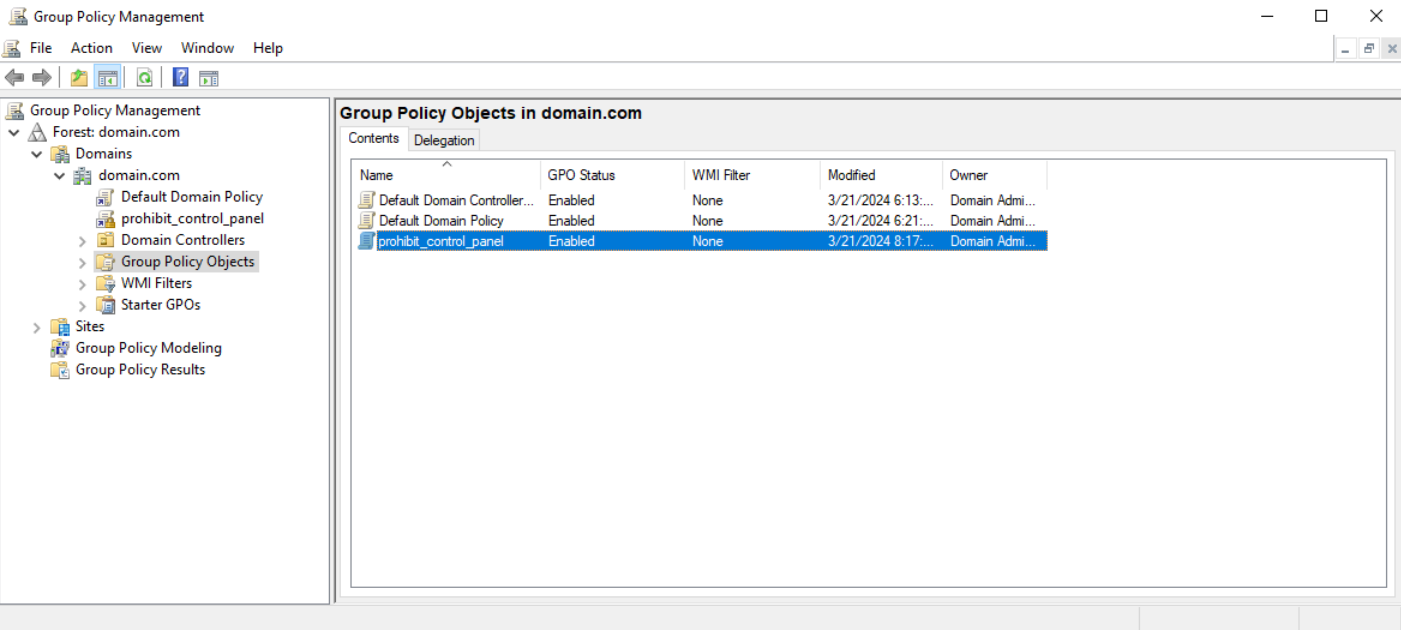 Group Policy Management
File Action View Window Help
Group Policy Management
Forest: domain.com
Domains
domain.com
Default Domain Policy
prohibit_control_panel
Domain Controllers
Group Policy Objects
WMI Filters
Starter GPOs
Sites
Group Policy Modeling
Group Policy Results
Group Policy Objects in domain.com
Contents Delegation
Name GPO Status WMI Filter Modified Owner
Default Domain Controller... Enabled None 3/21/2024 6:13:... Domain Admi...
Default Domain Policy Enabled None 3/21/2024 6:21:... Domain Admi...
prohibit_control_panel Enabled None 3/21/2024 8:17:... Domain Admi...